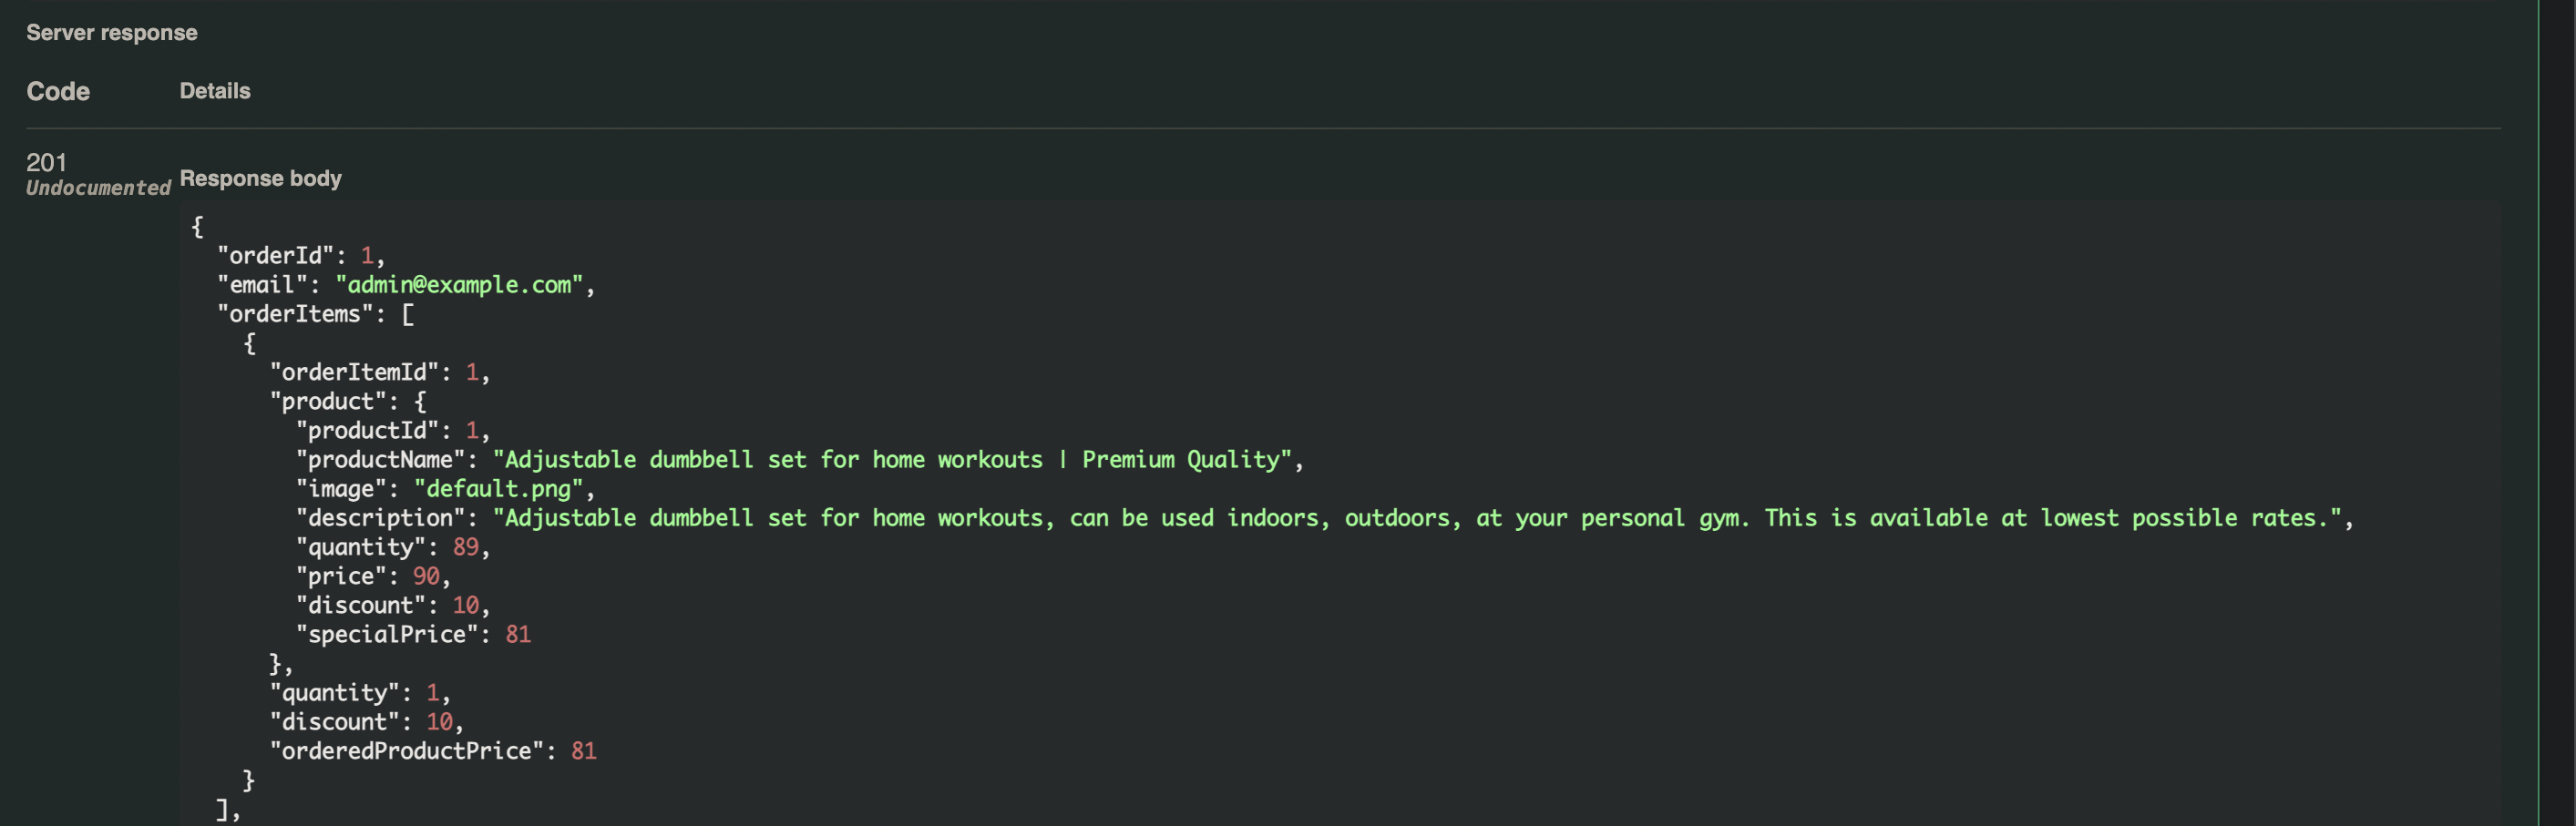 Server response
Code Details
201
Undocumented Response body
{
  "orderId": 1,
  "email": "admin@example.com",
  "orderItems": [
    {
      "orderItemId": 1,
      "product": {
        "productId": 1,
        "productName": "Adjustable dumbbell set for home workouts | Premium Quality",
        "image": "default.png",
        "description": "Adjustable dumbbell set for home workouts, can be used indoors, outdoors, at your personal gym. This is available at lowest possible rates.",
        "quantity": 89,
        "price": 90,
        "discount": 10,
        "specialPrice": 81
      },
      "quantity": 1,
      "discount": 10,
      "orderedProductPrice": 81
    }
  ],